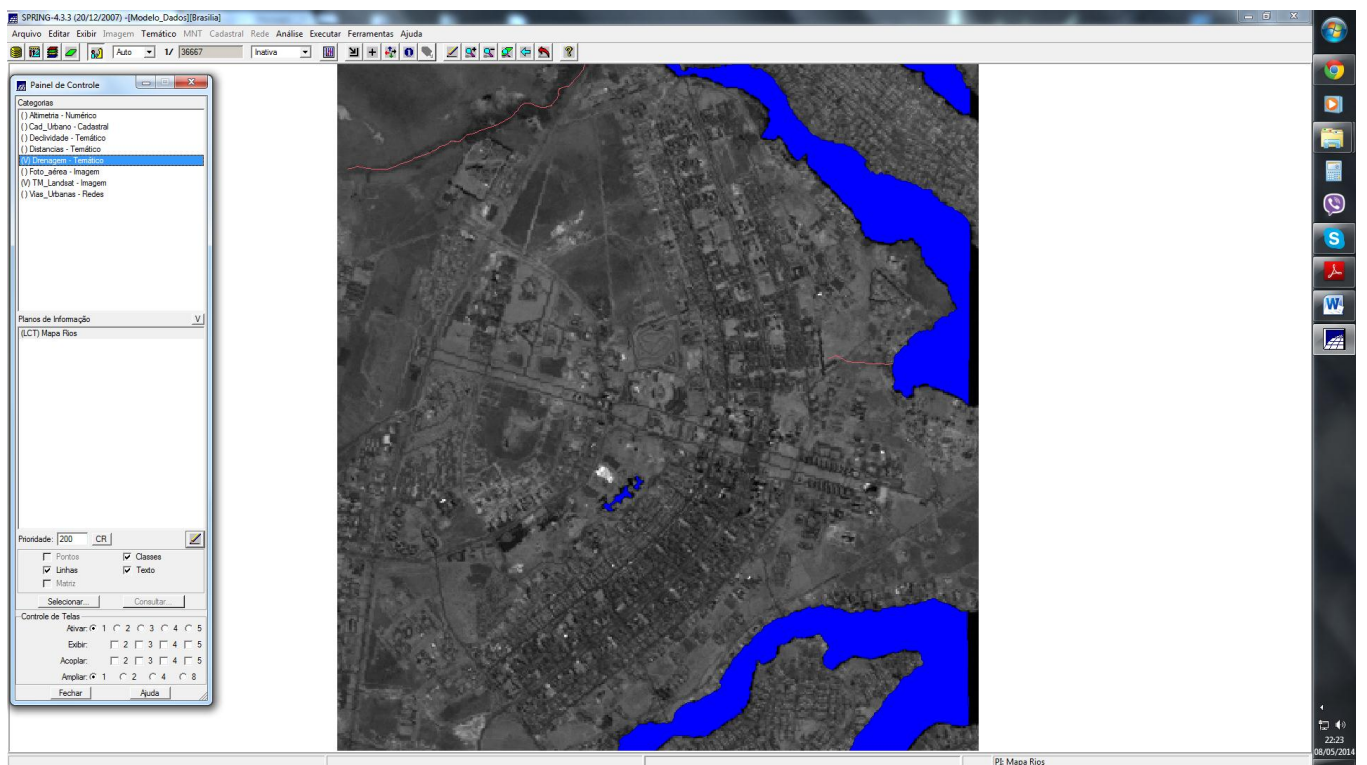 SPRING-4.3.3 (20/12/2007) -[Modelo_Dados][Brasilia]
Arquivo Editar Exibir Imagem Temático MNT Cadastral Rede Análise Executar Ferramentas Ajuda
Auto 1/ 36667 Inativa
Painel de Controle
Categorias
( ) Altimetria - Numérico
( ) Cad_Urbano - Cadastral
( ) Declividade - Temático
( ) Distancias - Temático
(V) Drenagem - Temático
( ) Foto_aérea - Imagem
(V) TM_Landsat - Imagem
( ) Vias_Urbanas - Redes
Planos de Informação V
(LCT) Mapa Rios
Prioridade: 200 CR
Pontos Classes
Linhas Texto
Matriz
Selecionar... Consultar...
Controle de Telas
Ativar: 1 2 3 4 5
Exibir: 2 3 4 5
Acoplar: 2 3 4 5
Ampliar: 1 2 4 8
Fechar Ajuda
PI: Mapa Rios
22:23
08/05/2014